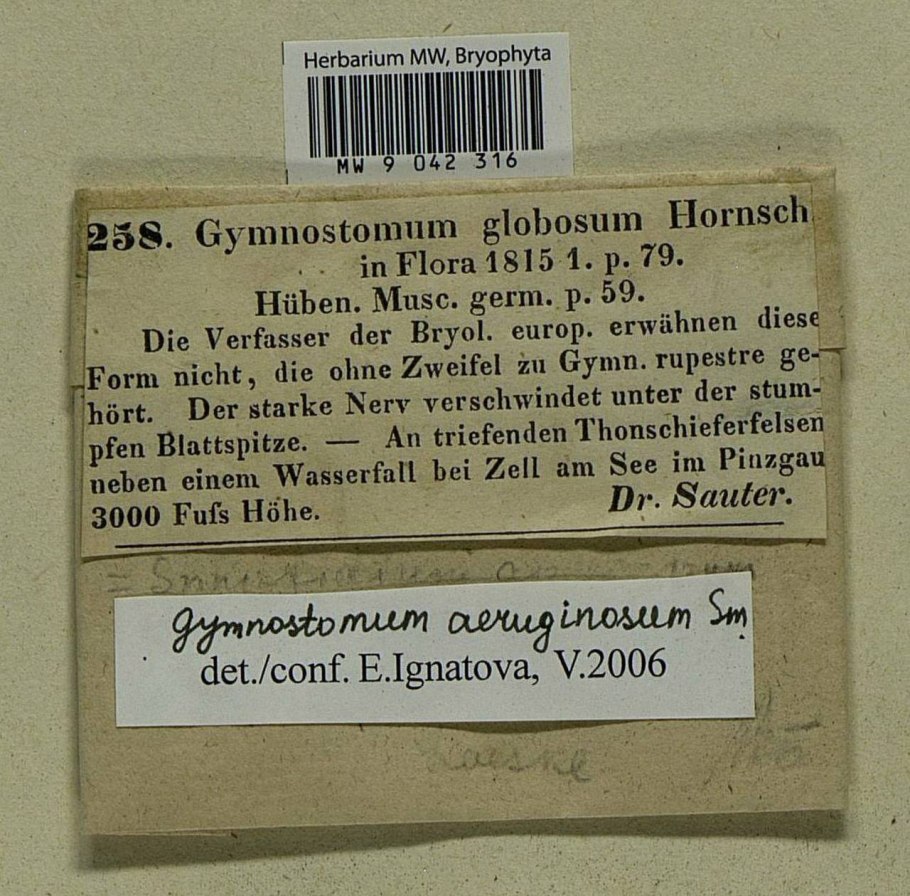 Herbarium MW, Bryophyta
MW 9 042 316
258. Gymnostomum globosum Hornsch
in Flora 1815 1. p. 79.
Hüben. Musc. germ. p. 59.
Die Verfasser der Bryol. europ. erwähnen diese
Form nicht, die ohne Zweifel zu Gymn. rupestre ge-
hört. Der starke Nerv verschwindet unter der stum-
pfen Blattspitze. — An triefenden Thonschieferfelsen
neben einem Wasserfall bei Zell am See im Pinzgau
3000 Fuſs Höhe. Dr. Sauter.
=
Gymnostomum aeruginosum Sm.
det./conf. E.Ignatova, V.2006
Loeske